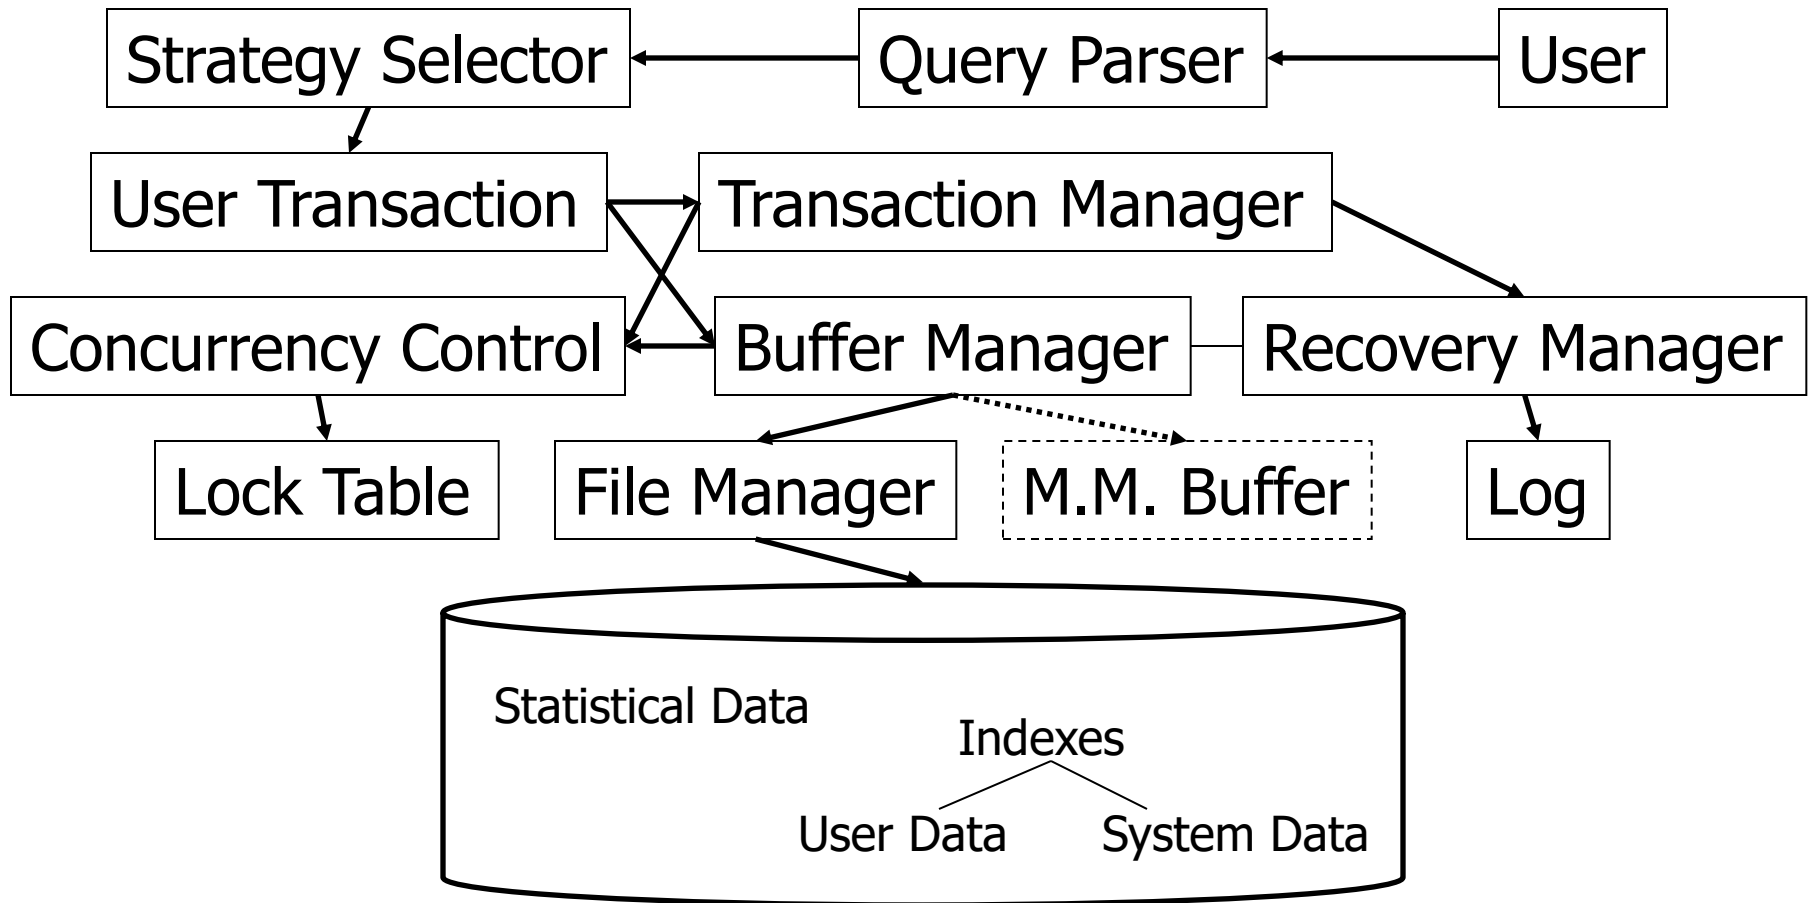 Strategy Selector
Query Parser
User
User Transaction
Transaction Manager
Concurrency Control
Buffer Manager
Recovery Manager
Lock Table
File Manager
M.M. Buffer
Log
Statistical Data
Indexes
User Data
System Data